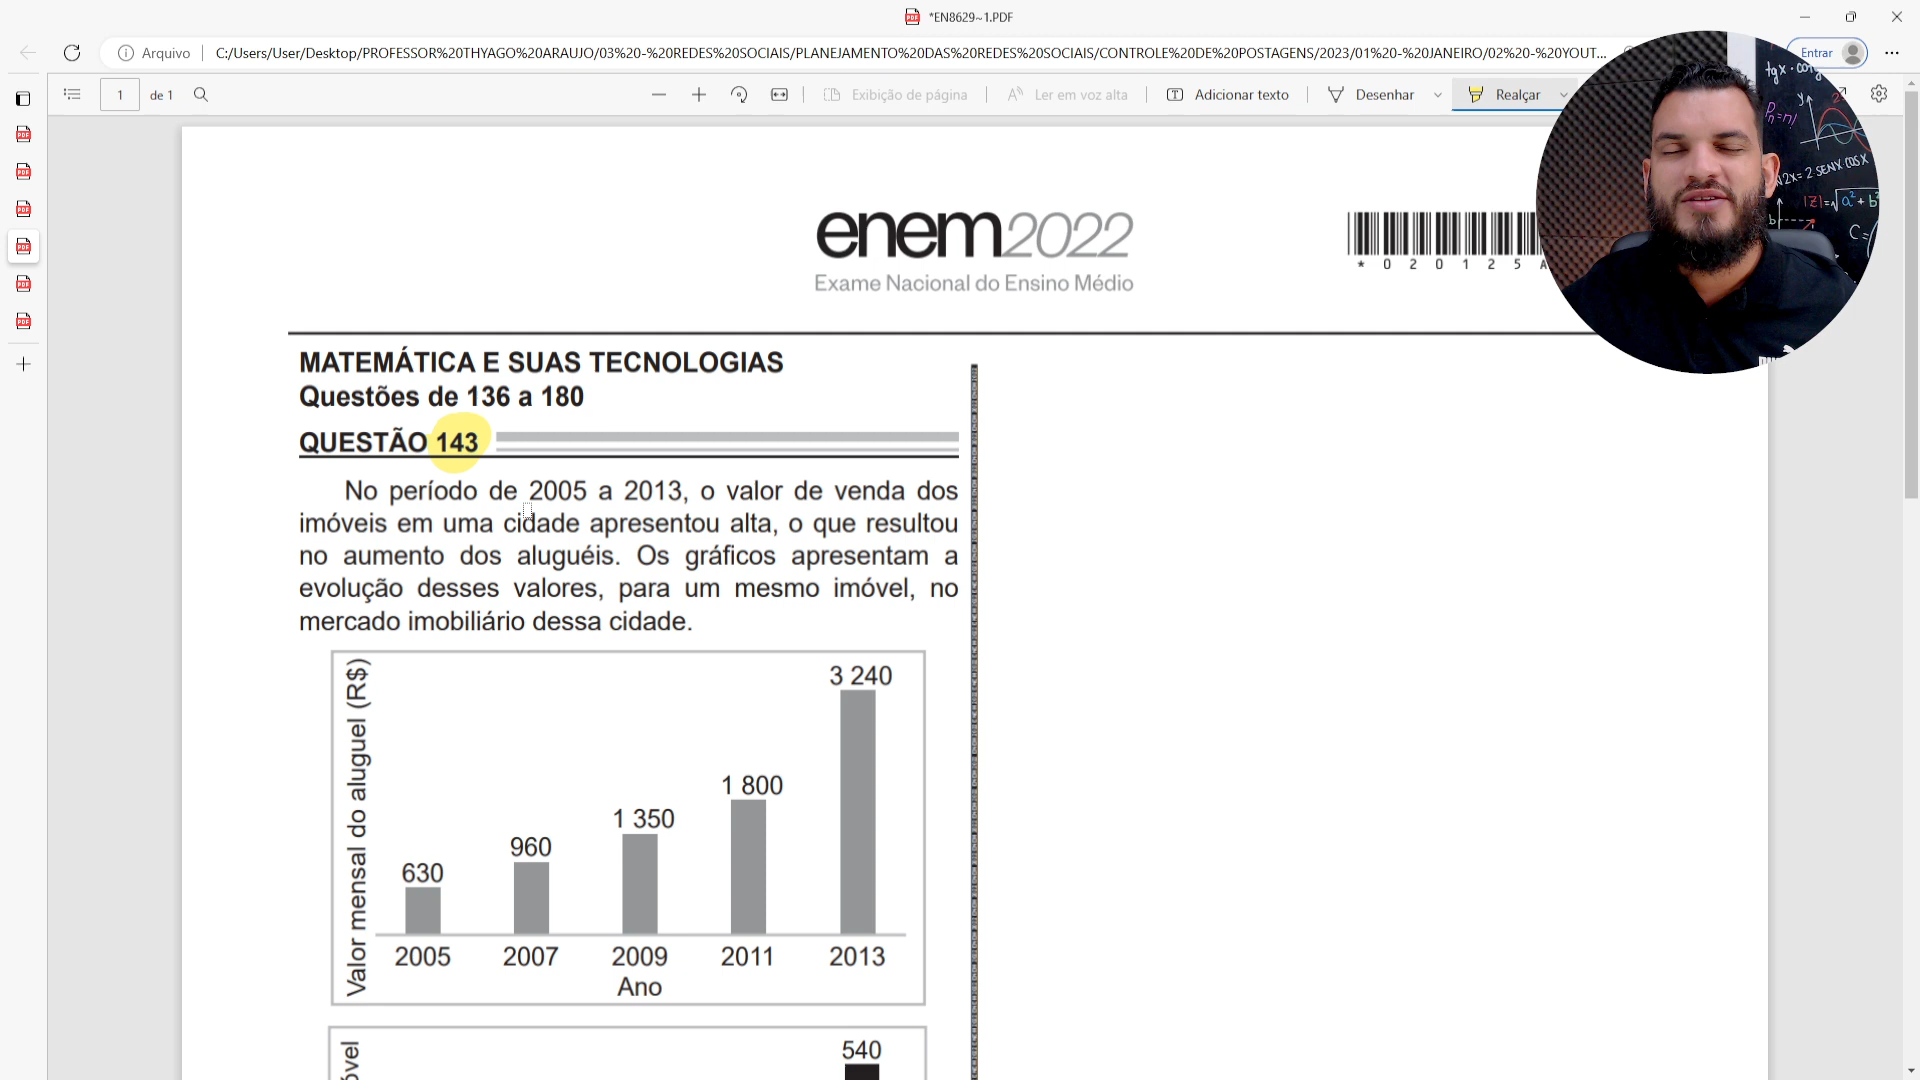 *EN8629~1.PDF
Arquivo
C:/Users/User/Desktop/PROFESSOR%20THYAGO%20ARAUJO/03%20-%20REDES%20SOCIAIS/PLANEJAMENTO%20DAS%20REDES%20SOCIAIS/CONTROLE%20DE%20POSTAGENS/2023/01%20-%20JANEIRO/02%20-%20YOUT...
Entrar
1
de 1
Exibição de página
Ler em voz alta
Adicionar texto
Desenhar
Realçar
enem2022
Exame Nacional do Ensino Médio
* 0 2 0 1 2 5 A
MATEMÁTICA E SUAS TECNOLOGIAS
Questões de 136 a 180
QUESTÃO 143
No período de 2005 a 2013, o valor de venda dos
imóveis em uma cidade apresentou alta, o que resultou
no aumento dos aluguéis. Os gráficos apresentam a
evolução desses valores, para um mesmo imóvel, no
mercado imobiliário dessa cidade.
Valor mensal do aluguel (R$)
630
960
1 350
1 800
3 240
2005
2007
2009
2011
2013
Ano
540